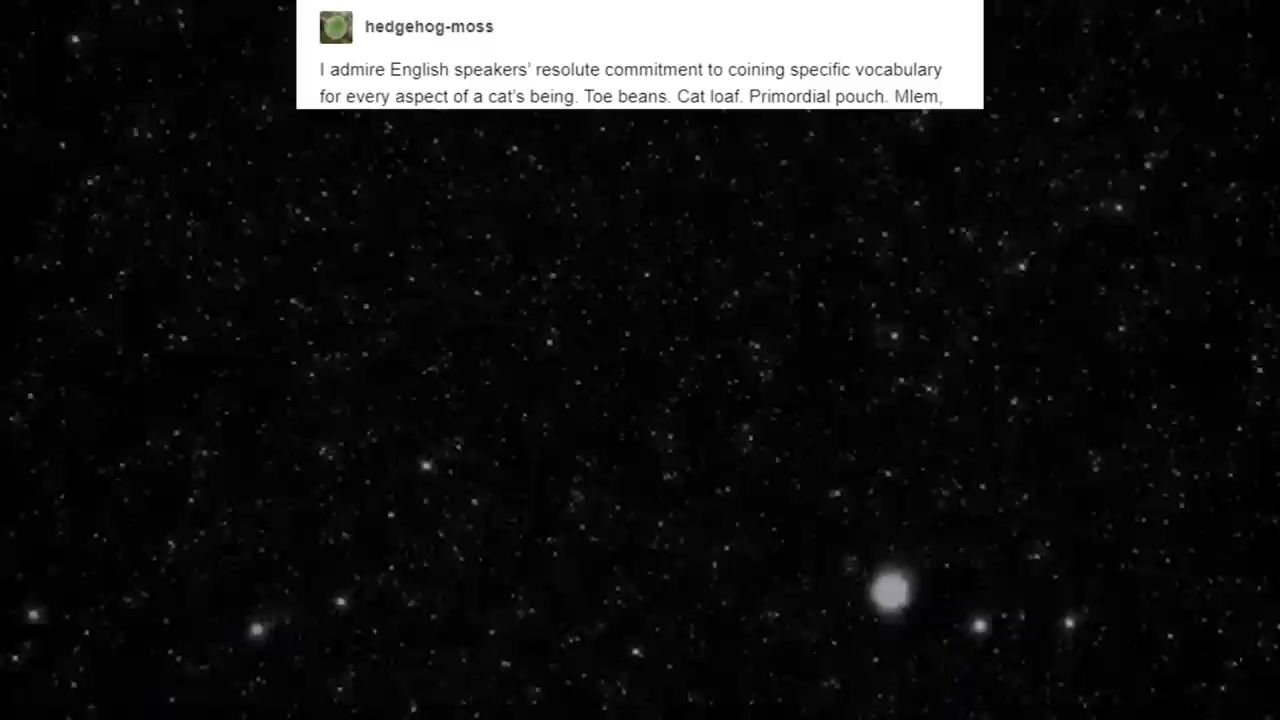 hedgehog-moss
I admire English speakers’ resolute commitment to coining specific vocabulary
for every aspect of a cat’s being. Toe beans. Cat loaf. Primordial pouch. Mlem,